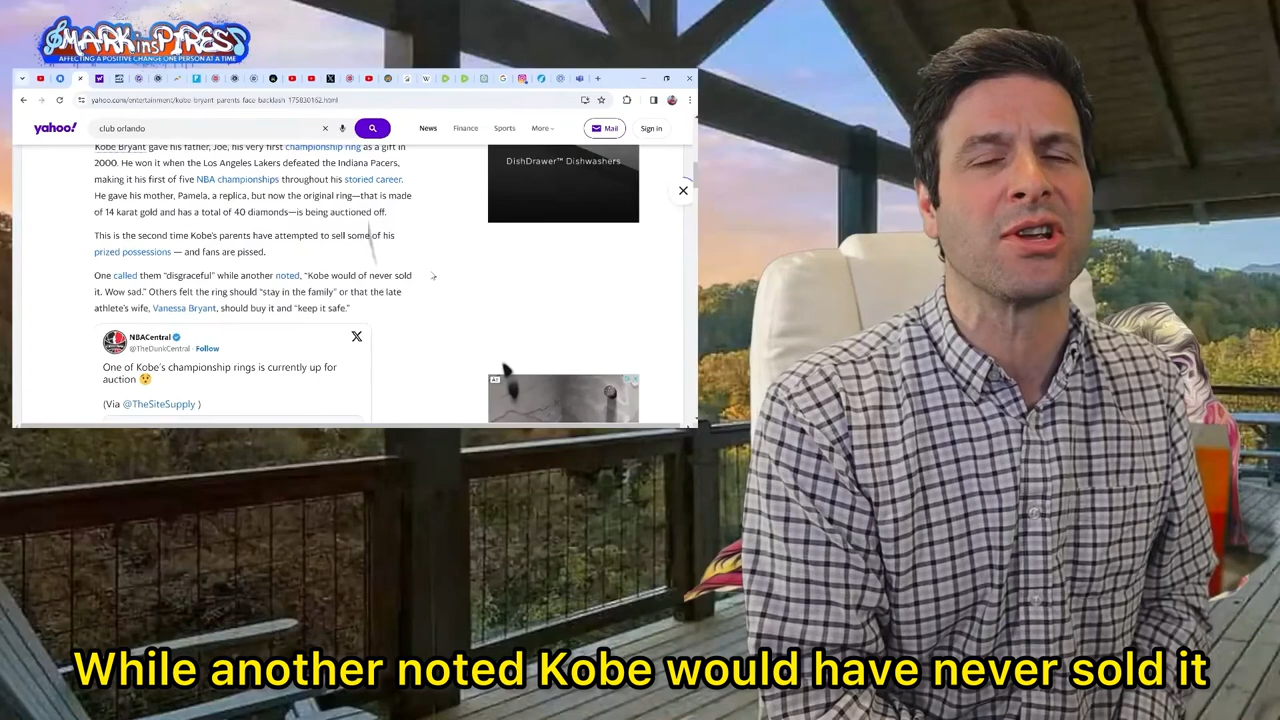 MARKinSPIRES
AFFECTING A POSITIVE CHANGE ONE PERSON AT A TIME
yahoo.com/entertainment/kobe-bryant-parents-face-backlash-175830162.html
yahoo!
club orlando
News
Finance
Sports
More
Mail
Sign in
Kobe Bryant gave his father, Joe, his very first championship ring as a gift in
2000. He won it when the Los Angeles Lakers defeated the Indiana Pacers,
making it his first of five NBA championships throughout his storied career.
He gave his mother, Pamela, a replica, but now the original ring—that is made
of 14 karat gold and has a total of 40 diamonds—is being auctioned off.
This is the second time Kobe's parents have attempted to sell some of his
prized possessions — and fans are pissed.
One called them “disgraceful” while another noted, “Kobe would of never sold
it. Wow sad.” Others felt the ring should “stay in the family” or that the late
athlete's wife, Vanessa Bryant, should buy it and “keep it safe.”
NBACentral
@TheDunkCentral · Follow
One of Kobe's championship rings is currently up for
auction 😯
(Via @TheSiteSupply )
DishDrawer™ Dishwashers
Ad
While another noted Kobe would have never sold it